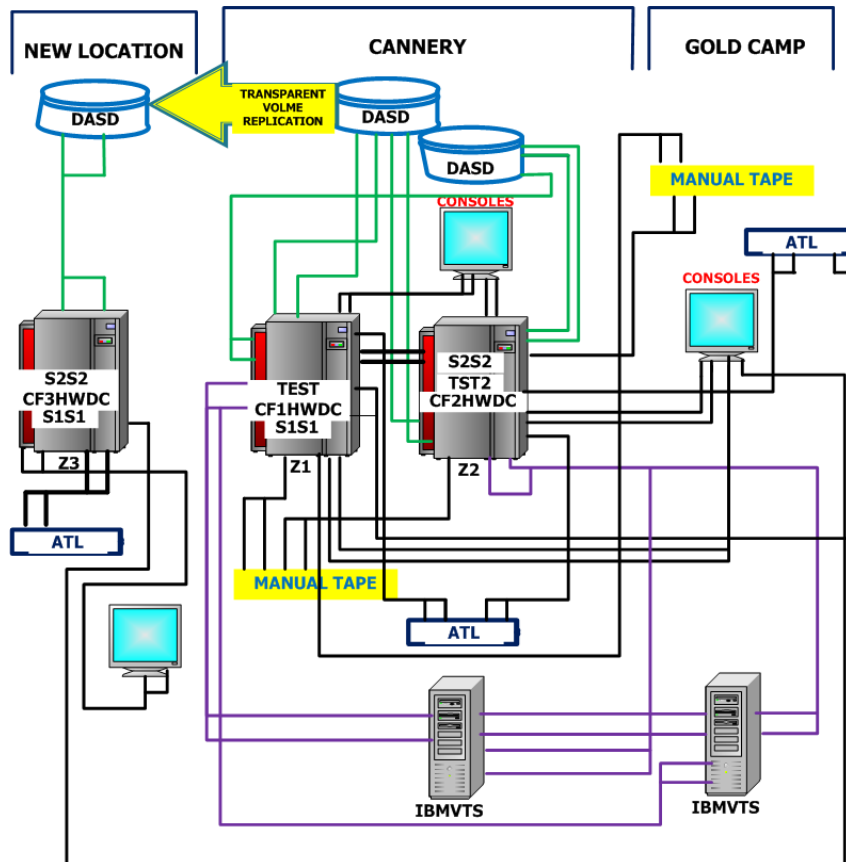 NEW LOCATION
CANNERY
GOLD CAMP
DASD
TRANSPARENT
VOLME
REPLICATION
DASD
DASD
MANUAL TAPE
CONSOLES
ATL
CONSOLES
S2S2
CF3HWDC
S1S1
Z3
TEST
CF1HWDC
S1S1
Z1
S2S2
TST2
CF2HWDC
Z2
ATL
MANUAL TAPE
ATL
IBMVTS
IBMVTS